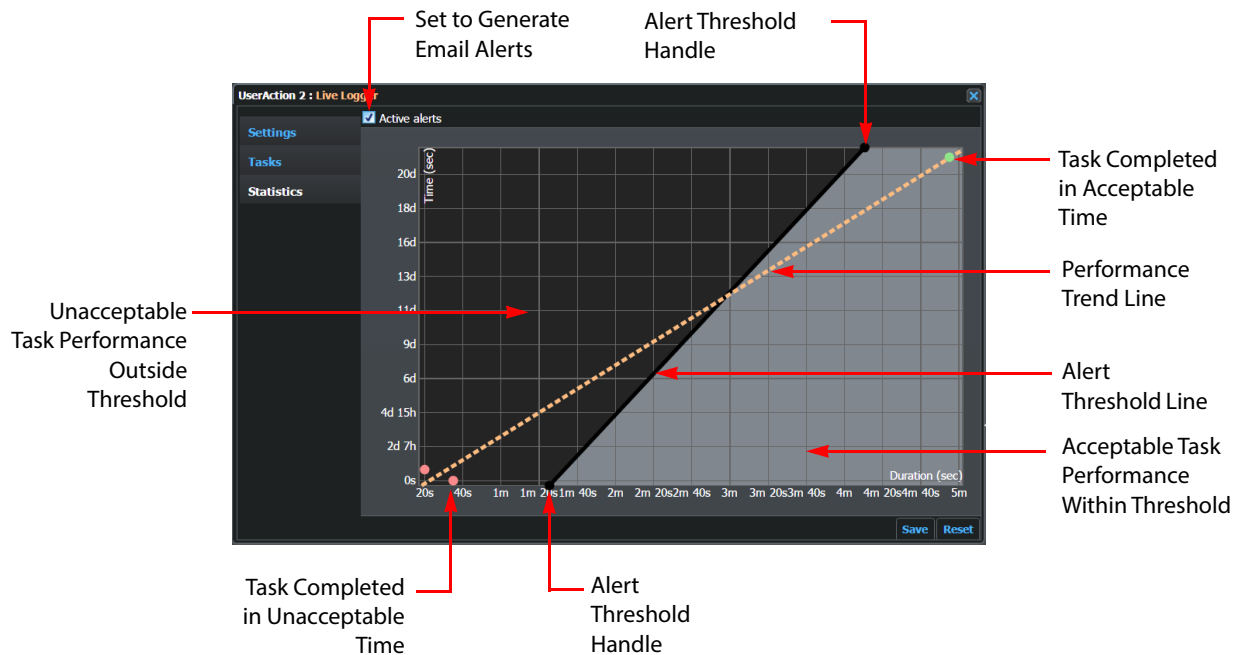 Set to Generate
Email Alerts
Alert Threshold
Handle
UserAction 2 : Live Logger
Active alerts
Settings
Tasks
Statistics
Time (sec)
20d
18d
16d
13d
11d
9d
6d
4d 15h
2d 7h
0s
20s 40s 1m 1m 20s 1m 40s 2m 2m 20s 2m 40s 3m 3m 20s 3m 40s 4m 4m 20s 4m 40s 5m
Duration (sec)
Save Reset
Task Completed
in Acceptable
Time
Performance
Trend Line
Alert
Threshold Line
Acceptable Task
Performance
Within Threshold
Unacceptable
Task Performance
Outside
Threshold
Task Completed
in Unacceptable
Time
Alert
Threshold
Handle